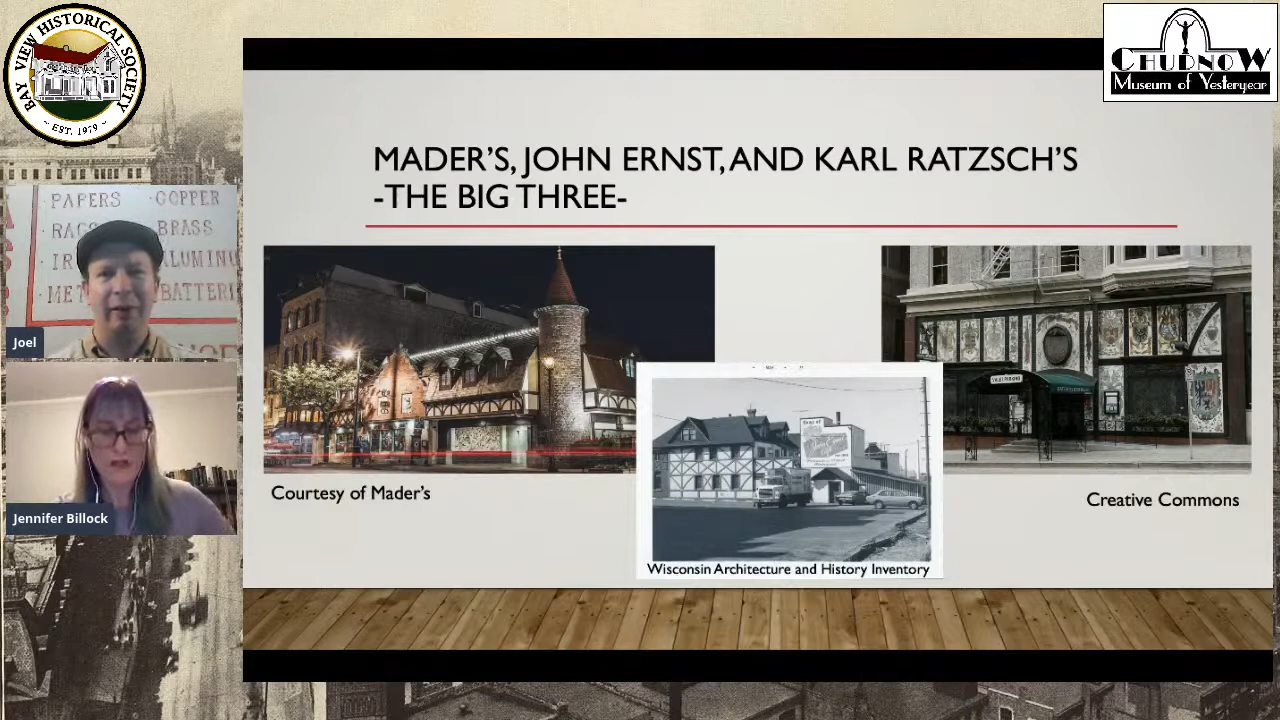 BAY VIEW HISTORICAL SOCIETY
~ EST. 1979 ~
CHUDNOW
Museum of Yesteryear
MADER'S, JOHN ERNST, AND KARL RATZSCH'S
-THE BIG THREE-
· PAPERS · COPPER
BRASS
Joel
Jennifer Billock
Courtesy of Mader's
Creative Commons
Wisconsin Architecture and History Inventory